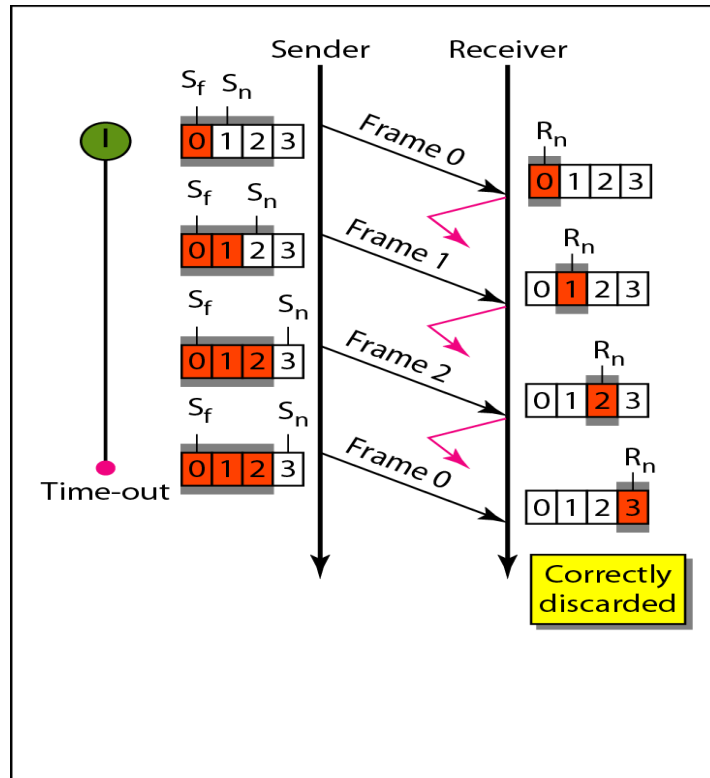 Sender Receiver
Sf Sn
I
0 1 2 3
Frame 0
Rn
0 1 2 3
Sf Sn
0 1 2 3
Frame 1
Rn
0 1 2 3
Sf Sn
0 1 2 3
Frame 2
Rn
0 1 2 3
Sf Sn
0 1 2 3
Frame 0
Rn
0 1 2 3
Time-out
Correctly
discarded